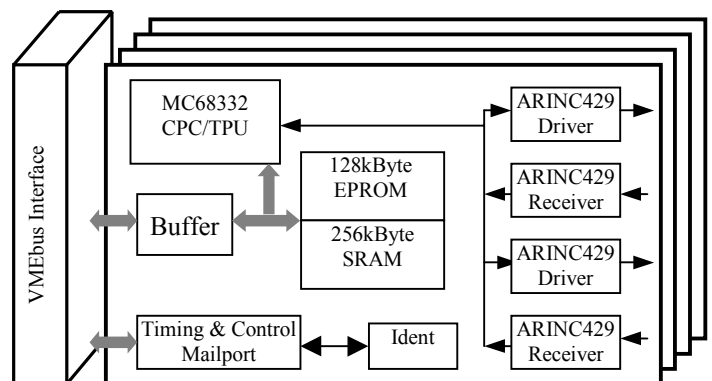 VMEbus Interface
MC68332
CPC/TPU
Buffer
128kByte
EPROM
256kByte
SRAM
Timing & Control
Mailport
Ident
ARINC429
Driver
ARINC429
Receiver
ARINC429
Driver
ARINC429
Receiver